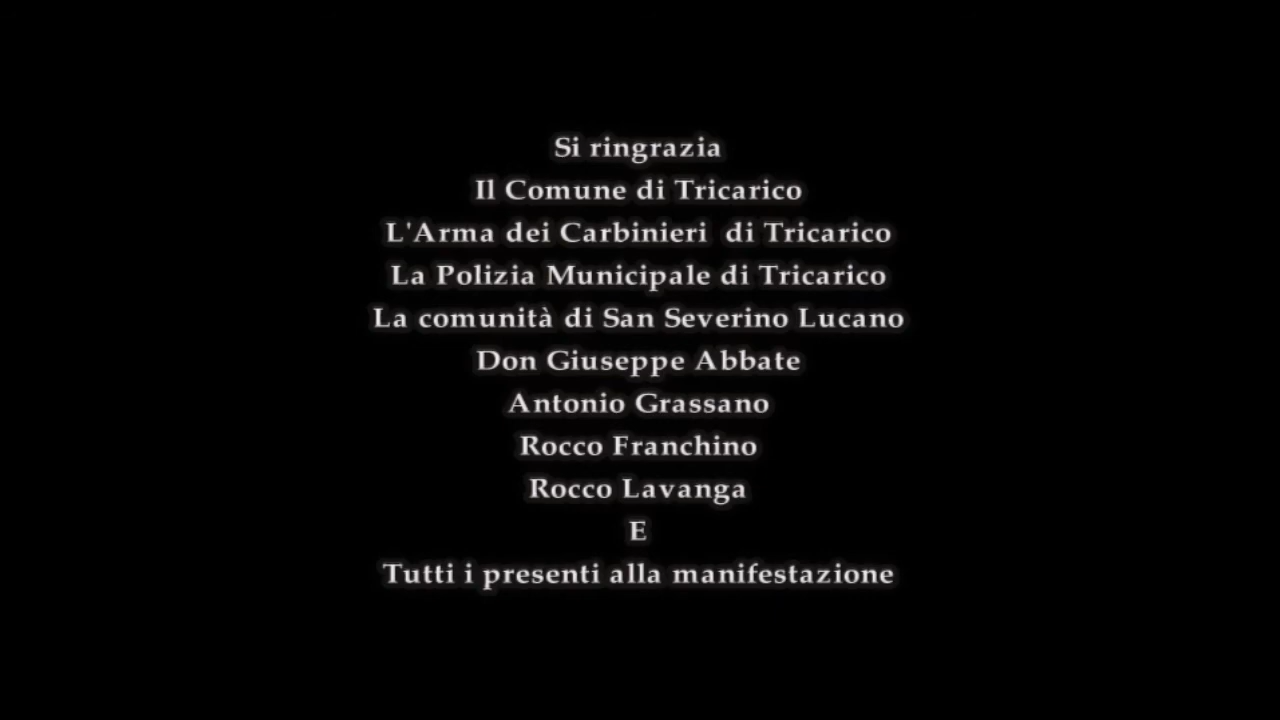 Si ringrazia
Il Comune di Tricarico
L'Arma dei Carbinieri  di Tricarico
La Polizia Municipale di Tricarico
La comunità di San Severino Lucano
Don Giuseppe Abbate
Antonio Grassano
Rocco Franchino
Rocco Lavanga
E
Tutti i presenti alla manifestazione